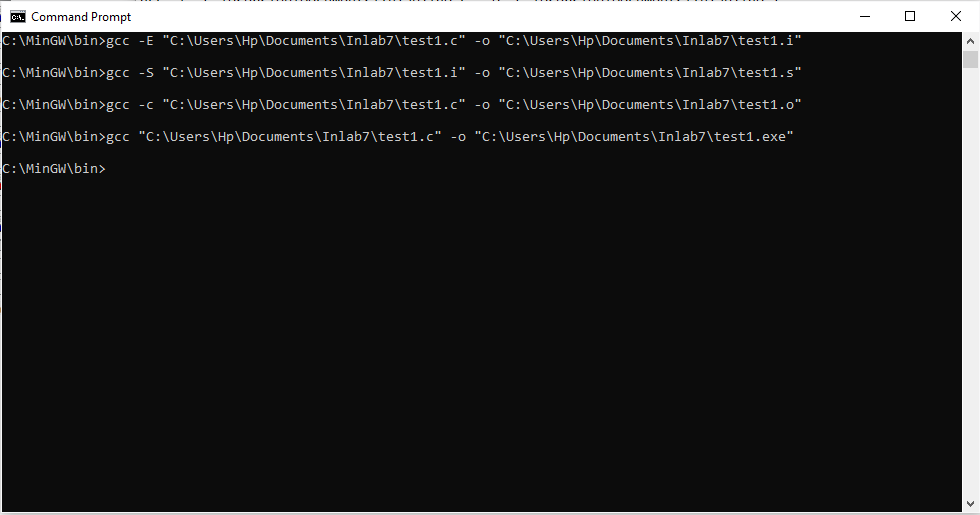 Command Prompt
C:\MinGW\bin>gcc -E "C:\Users\Hp\Documents\Inlab7\test1.c" -o "C:\Users\Hp\Documents\Inlab7\test1.i"
C:\MinGW\bin>gcc -S "C:\Users\Hp\Documents\Inlab7\test1.i" -o "C:\Users\Hp\Documents\Inlab7\test1.s"
C:\MinGW\bin>gcc -c "C:\Users\Hp\Documents\Inlab7\test1.c" -o "C:\Users\Hp\Documents\Inlab7\test1.o"
C:\MinGW\bin>gcc "C:\Users\Hp\Documents\Inlab7\test1.c" -o "C:\Users\Hp\Documents\Inlab7\test1.exe"
C:\MinGW\bin>